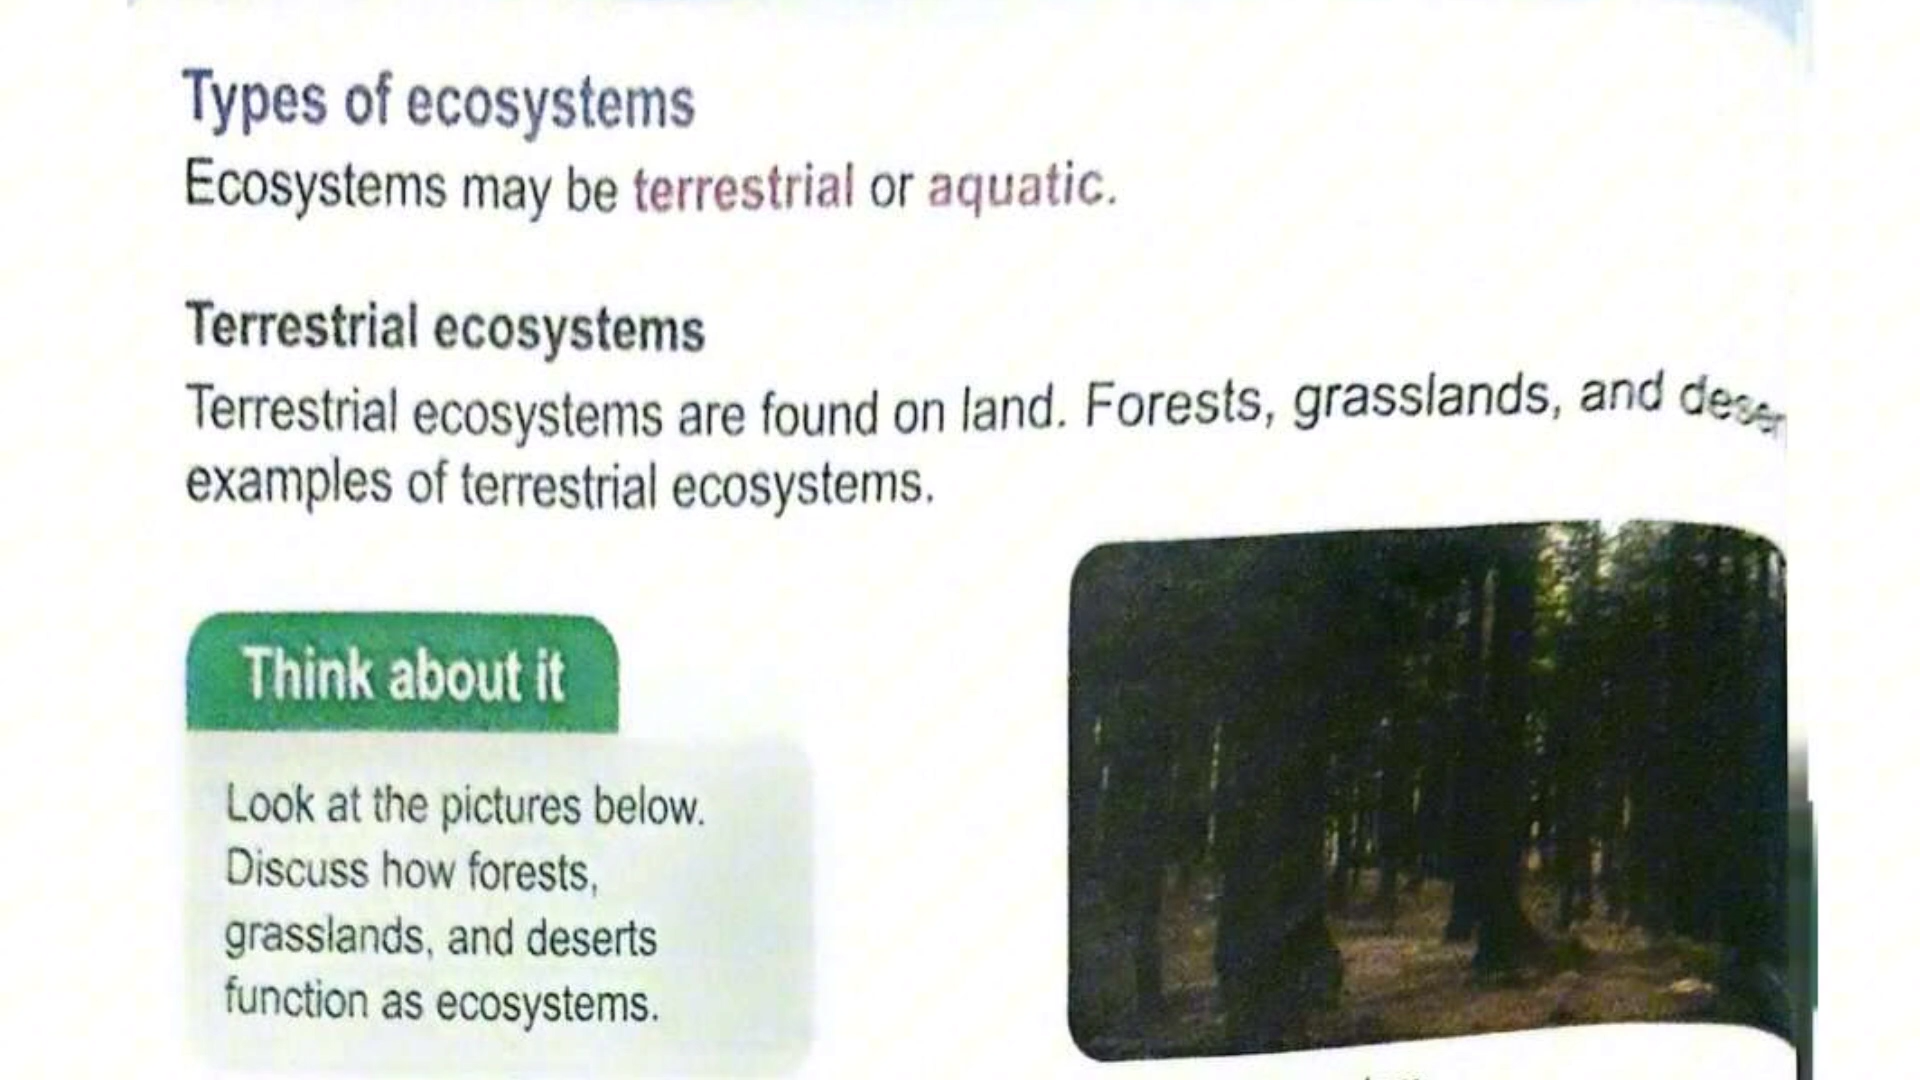 Types of ecosystems
Ecosystems may be terrestrial or aquatic.
Terrestrial ecosystems
Terrestrial ecosystems are found on land. Forests, grasslands, and
examples of terrestrial ecosystems.
Think about it
Look at the pictures below.
Discuss how forests,
grasslands, and deserts
function as ecosystems.